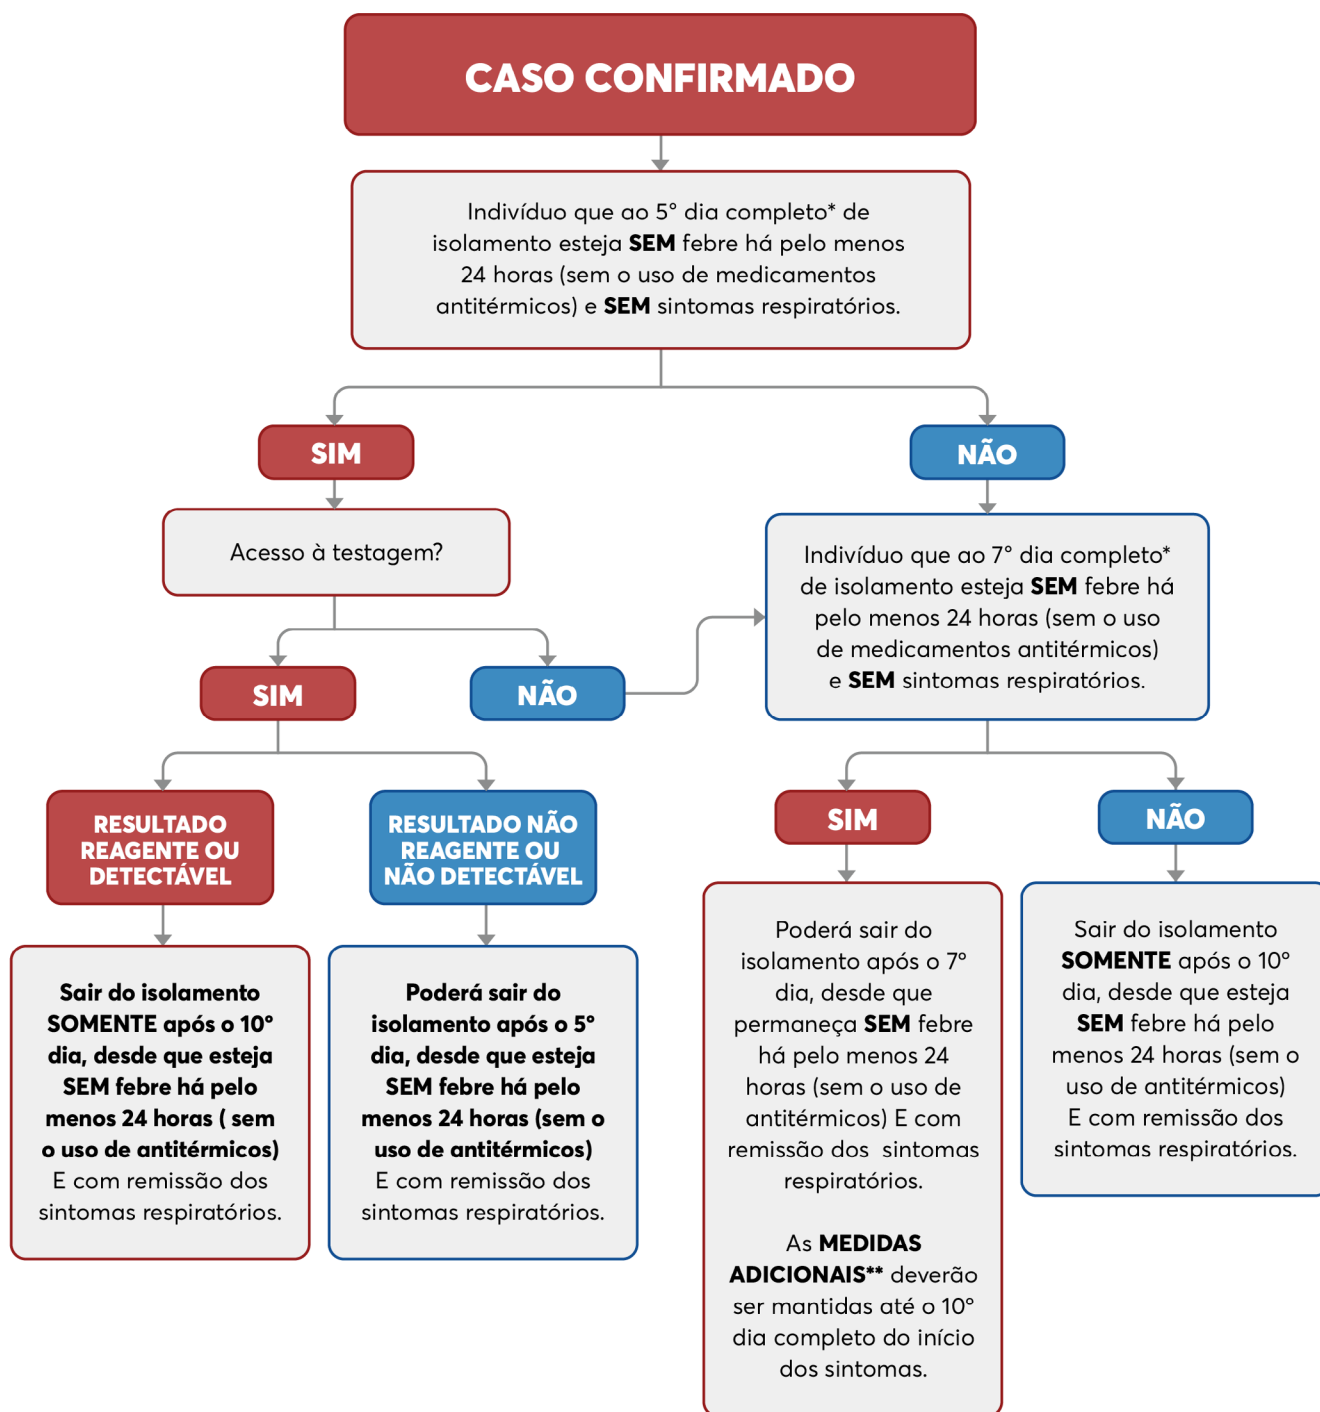 CASO CONFIRMADO
Indivíduo que ao 5° dia completo* de
isolamento esteja SEM febre há pelo menos
24 horas (sem o uso de medicamentos
antitérmicos) e SEM sintomas respiratórios.
SIM
NÃO
Acesso à testagem?
Indivíduo que ao 7° dia completo*
de isolamento esteja SEM febre há
pelo menos 24 horas (sem o uso
de medicamentos antitérmicos)
e SEM sintomas respiratórios.
SIM
NÃO
RESULTADO
REAGENTE OU
DETECTÁVEL
RESULTADO NÃO
REAGENTE OU
NÃO DETECTÁVEL
SIM
NÃO
Sair do isolamento
SOMENTE após o 10°
dia, desde que esteja
SEM febre há pelo
menos 24 horas ( sem
o uso de antitérmicos)
E com remissão dos
sintomas respiratórios.
Poderá sair do
isolamento após o 5°
dia, desde que esteja
SEM febre há pelo
menos 24 horas (sem o
uso de antitérmicos)
E com remissão dos
sintomas respiratórios.
Poderá sair do
isolamento após o 7°
dia, desde que
permaneça SEM febre
há pelo menos 24
horas (sem o uso de
antitérmicos) E com
remissão dos sintomas
respiratórios.
As MEDIDAS
ADICIONAIS** deverão
ser mantidas até o 10°
dia completo do início
dos sintomas.
Sair do isolamento
SOMENTE após o 10°
dia, desde que esteja
SEM febre há pelo
menos 24 horas (sem o
uso de antitérmicos)
E com remissão dos
sintomas respiratórios.